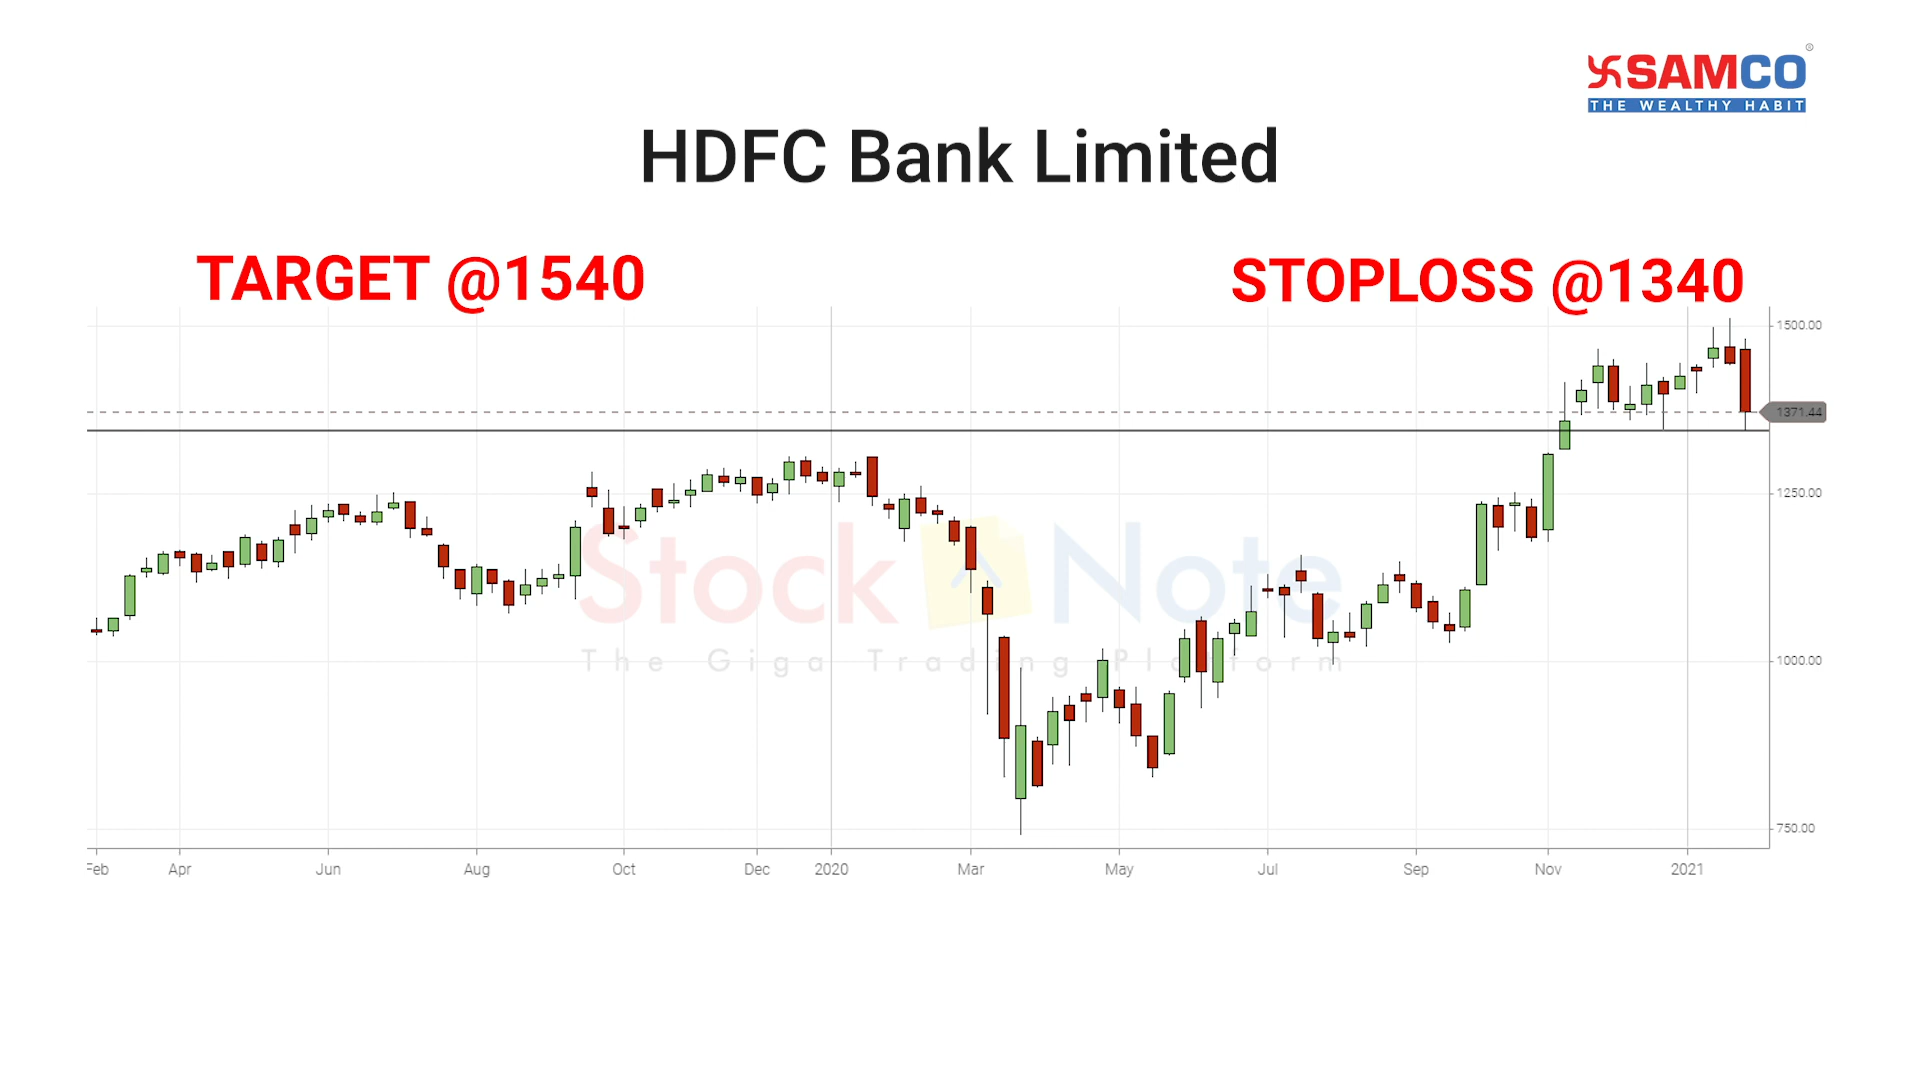 SAMCO
®
THE WEALTHY HABIT
HDFC Bank Limited
TARGET @1540
STOPLOSS @1340
1500.00
1371.44
1250.00
Stock Note
The Giga Trading Platform
1000.00
750.00
Feb Apr Jun Aug Oct Dec 2020 Mar May Jul Sep Nov 2021